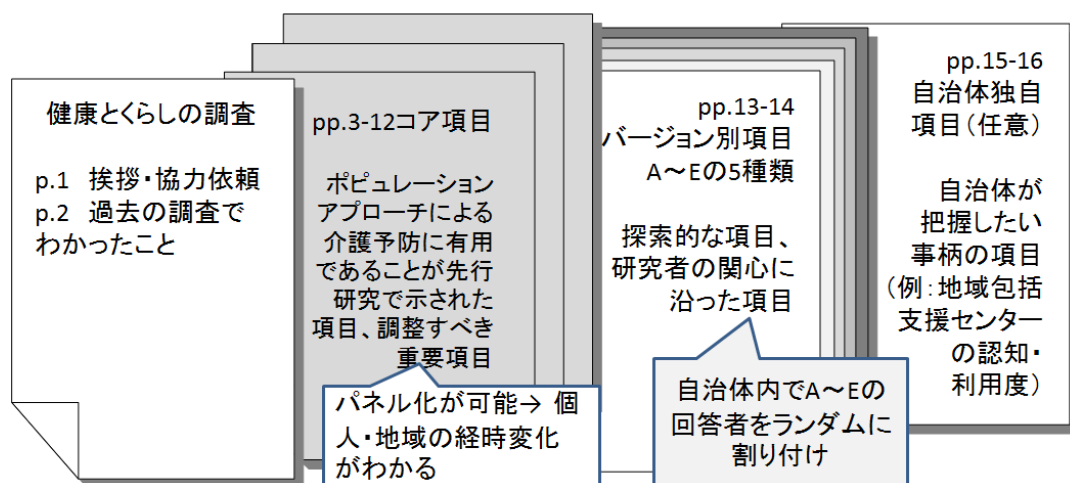 健康とくらしの調査
p.1 挨拶・協力依頼
p.2 過去の調査で
わかったこと
pp.3-12コア項目
ポピュレーション
アプローチによる
介護予防に有用
であることが先行
研究で示された
項目、調整すべき
重要項目
パネル化が可能→ 個
人・地域の経時変化
がわかる
pp.13-14
バージョン別項目
A～Eの5種類
探索的な項目、
研究者の関心に
沿った項目
自治体内でA～Eの
回答者をランダムに
割り付け
pp.15-16
自治体独自
項目（任意）
自治体が
把握したい
事柄の項目
（例：地域包括
支援センター
の認知・
利用度）